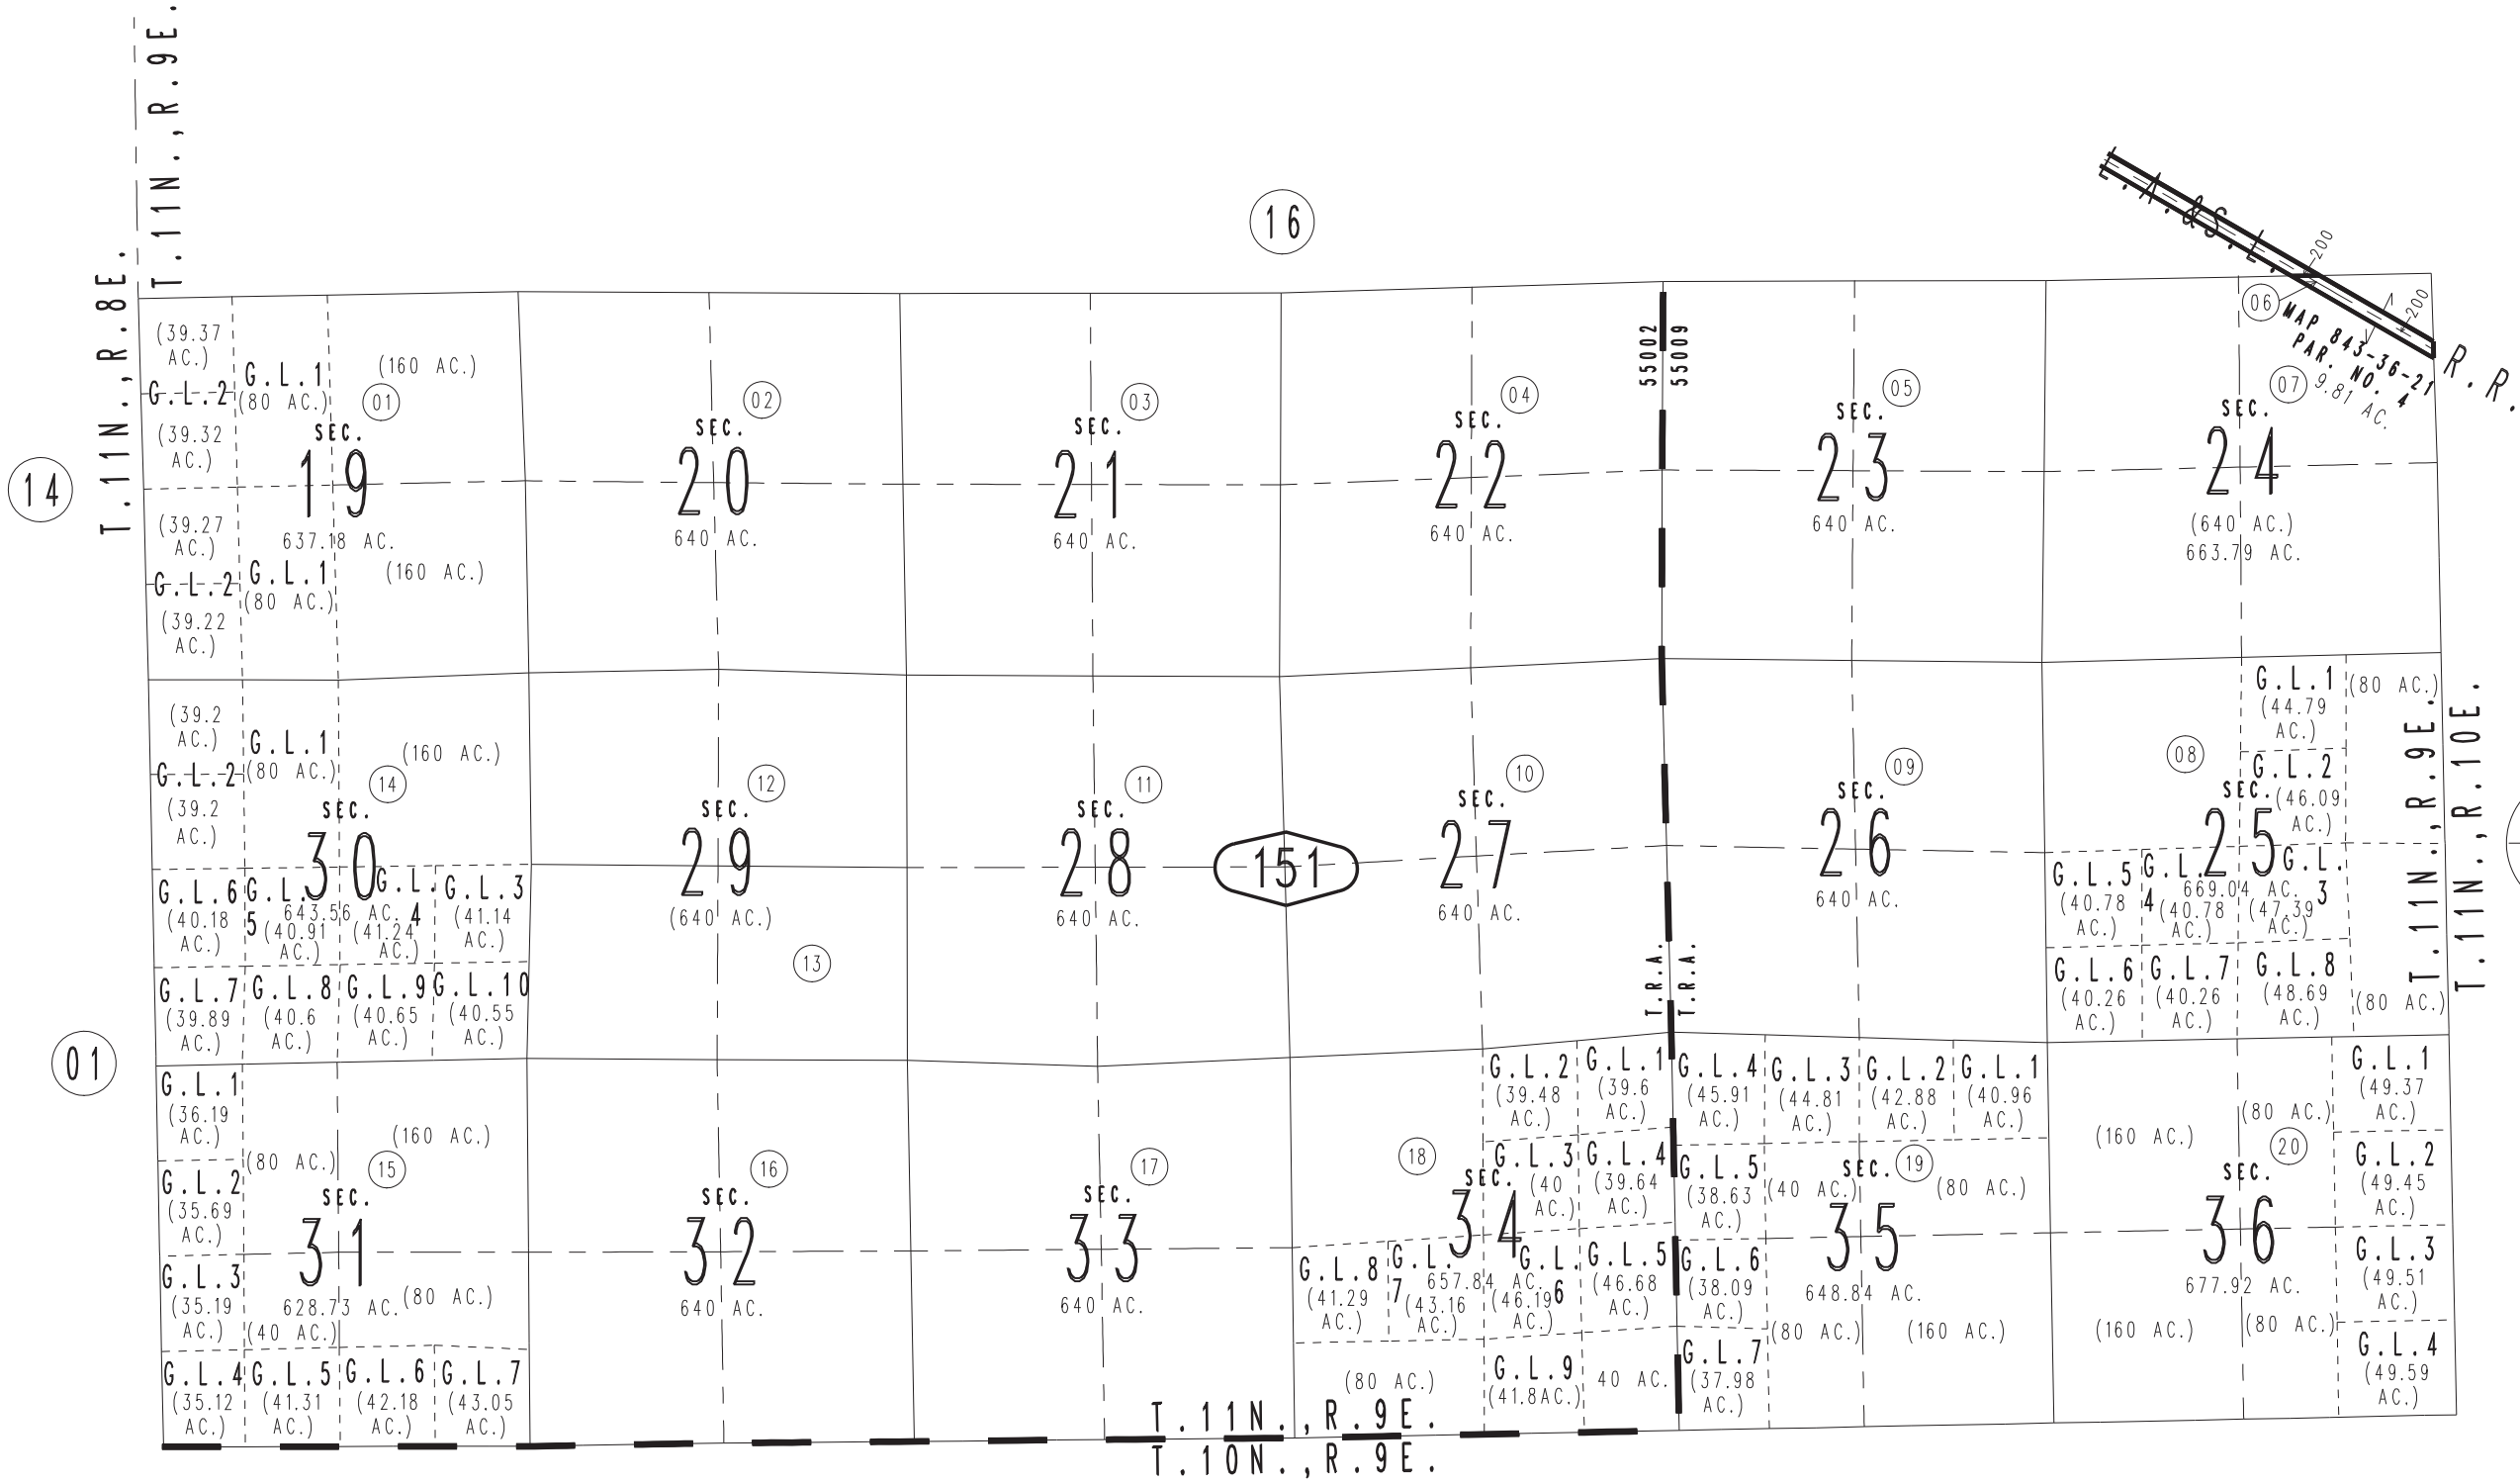 T.11N.,R.8E.
T.11N.,R.9E.
16
14
01
L.A.&S.L.
R.R.
200
200
06
MAP 843-36-21
PAR. NO. 4
9.81 AC.
55002
55009
(39.37
AC.)
G.L.2
(39.32
AC.)
G.L.1
(80 AC.)
(160 AC.)
01
SEC.
19
637.18 AC.
(39.27
AC.)
G.L.2
(39.22
AC.)
G.L.1
(80 AC.)
(160 AC.)
02
SEC.
20
640 AC.
03
SEC.
21
640 AC.
04
SEC.
22
640 AC.
05
SEC.
23
640 AC.
07
SEC.
24
(640 AC.)
663.79 AC.
(39.2
AC.)
G.L.2
(39.2
AC.)
G.L.1
(80 AC.)
(160 AC.)
14
SEC.
30
643.56 AC.
G.L.6
(40.18
AC.)
G.L.
5
(40.91
AC.)
G.L.
4
(41.24
AC.)
G.L.3
(41.14
AC.)
G.L.7
(39.89
AC.)
G.L.8
(40.6
AC.)
G.L.9
(40.65
AC.)
G.L.10
(40.55
AC.)
12
SEC.
29
(640 AC.)
13
11
SEC.
28
640 AC.
151
10
SEC.
27
640 AC.
T.R.A.
T.R.A.
09
SEC.
26
640 AC.
08
SEC.
25
669.04 AC.
G.L.1
(44.79
AC.)
(80 AC.)
G.L.2
(46.09
AC.)
G.L.5
(40.78
AC.)
G.L.
4
(40.78
AC.)
G.L.
3
(47.39
AC.)
G.L.6
(40.26
AC.)
G.L.7
(40.26
AC.)
G.L.8
(48.69
AC.)
(80 AC.)
T.11N.,R.9E.
T.11N.,R.10E.
G.L.1
(36.19
AC.)
(80 AC.)
(160 AC.)
15
SEC.
31
628.73 AC.
G.L.2
(35.69
AC.)
G.L.3
(35.19
AC.)
(40 AC.)
(80 AC.)
G.L.4
(35.12
AC.)
G.L.5
(41.31
AC.)
G.L.6
(42.18
AC.)
G.L.7
(43.05
AC.)
16
SEC.
32
640 AC.
17
SEC.
33
640 AC.
18
SEC.
34
657.84 AC.
G.L.2
(39.48
AC.)
G.L.1
(39.6
AC.)
G.L.3
(40
AC.)
G.L.4
(39.64
AC.)
G.L.8
(41.29
AC.)
G.L.
7
(43.16
AC.)
G.L.
6
(46.19
AC.)
G.L.5
(46.68
AC.)
(80 AC.)
G.L.9
(41.8AC.)
40 AC.
G.L.4
(45.91
AC.)
G.L.3
(44.81
AC.)
G.L.2
(42.88
AC.)
G.L.1
(40.96
AC.)
G.L.5
(38.63
AC.)
(40 AC.)
19
SEC.
35
648.84 AC.
(80 AC.)
G.L.6
(38.09
AC.)
(80 AC.)
(160 AC.)
G.L.7
(37.98
AC.)
(160 AC.)
(80 AC.)
20
SEC.
36
677.92 AC.
(160 AC.)
(80 AC.)
G.L.1
(49.37
AC.)
G.L.2
(49.45
AC.)
G.L.3
(49.51
AC.)
G.L.4
(49.59
AC.)
T.11N.,R.9E.
T.10N.,R.9E.